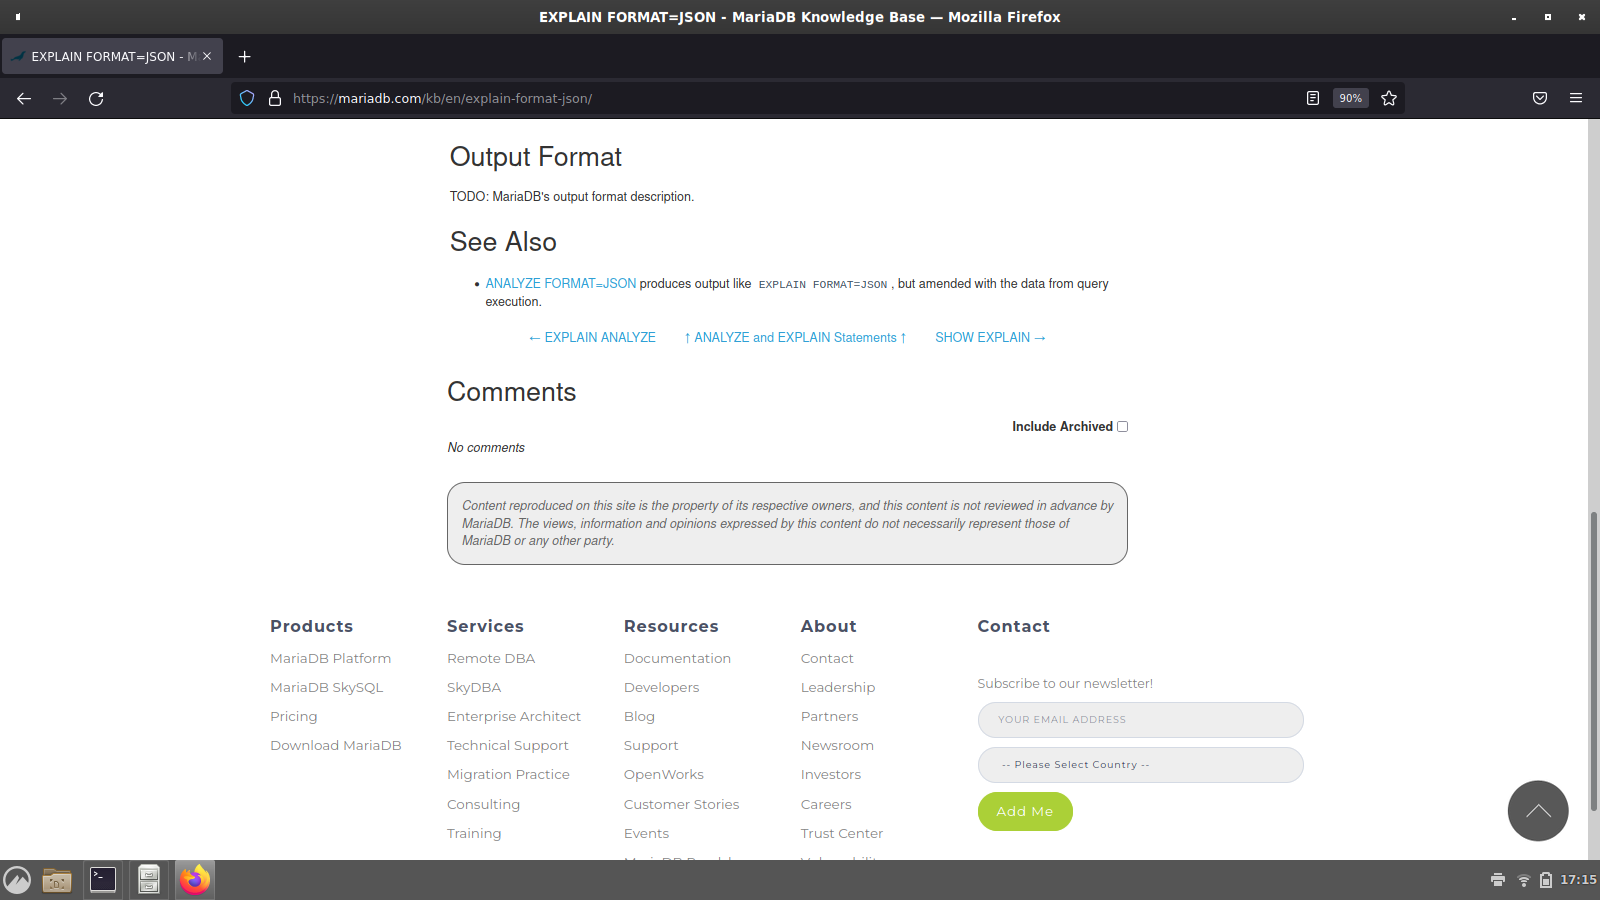 EXPLAIN FORMAT=JSON - MariaDB Knowledge Base — Mozilla Firefox
EXPLAIN FORMAT=JSON - M
https://mariadb.com/kb/en/explain-format-json/
90%
Output Format
TODO: MariaDB's output format description.
See Also
• ANALYZE FORMAT=JSON produces output like EXPLAIN FORMAT=JSON , but amended with the data from query
execution.
← EXPLAIN ANALYZE ↑ ANALYZE and EXPLAIN Statements ↑ SHOW EXPLAIN →
Comments
Include Archived
No comments
Content reproduced on this site is the property of its respective owners, and this content is not reviewed in advance by
MariaDB. The views, information and opinions expressed by this content do not necessarily represent those of
MariaDB or any other party.
Products
MariaDB Platform
MariaDB SkySQL
Pricing
Download MariaDB
Services
Remote DBA
SkyDBA
Enterprise Architect
Technical Support
Migration Practice
Consulting
Training
Resources
Documentation
Developers
Blog
Support
OpenWorks
Customer Stories
Events
About
Contact
Leadership
Partners
Newsroom
Investors
Careers
Trust Center
Contact
Subscribe to our newsletter!
YOUR EMAIL ADDRESS
-- Please Select Country --
Add Me
17:15